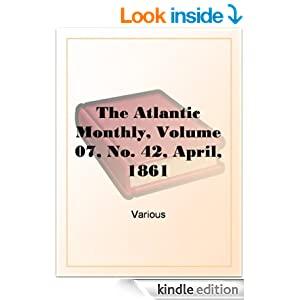 LOOK INSIDE!
The Atlantic
Monthly, Volume
07, No. 42, April,
1861
Various
kindle edition